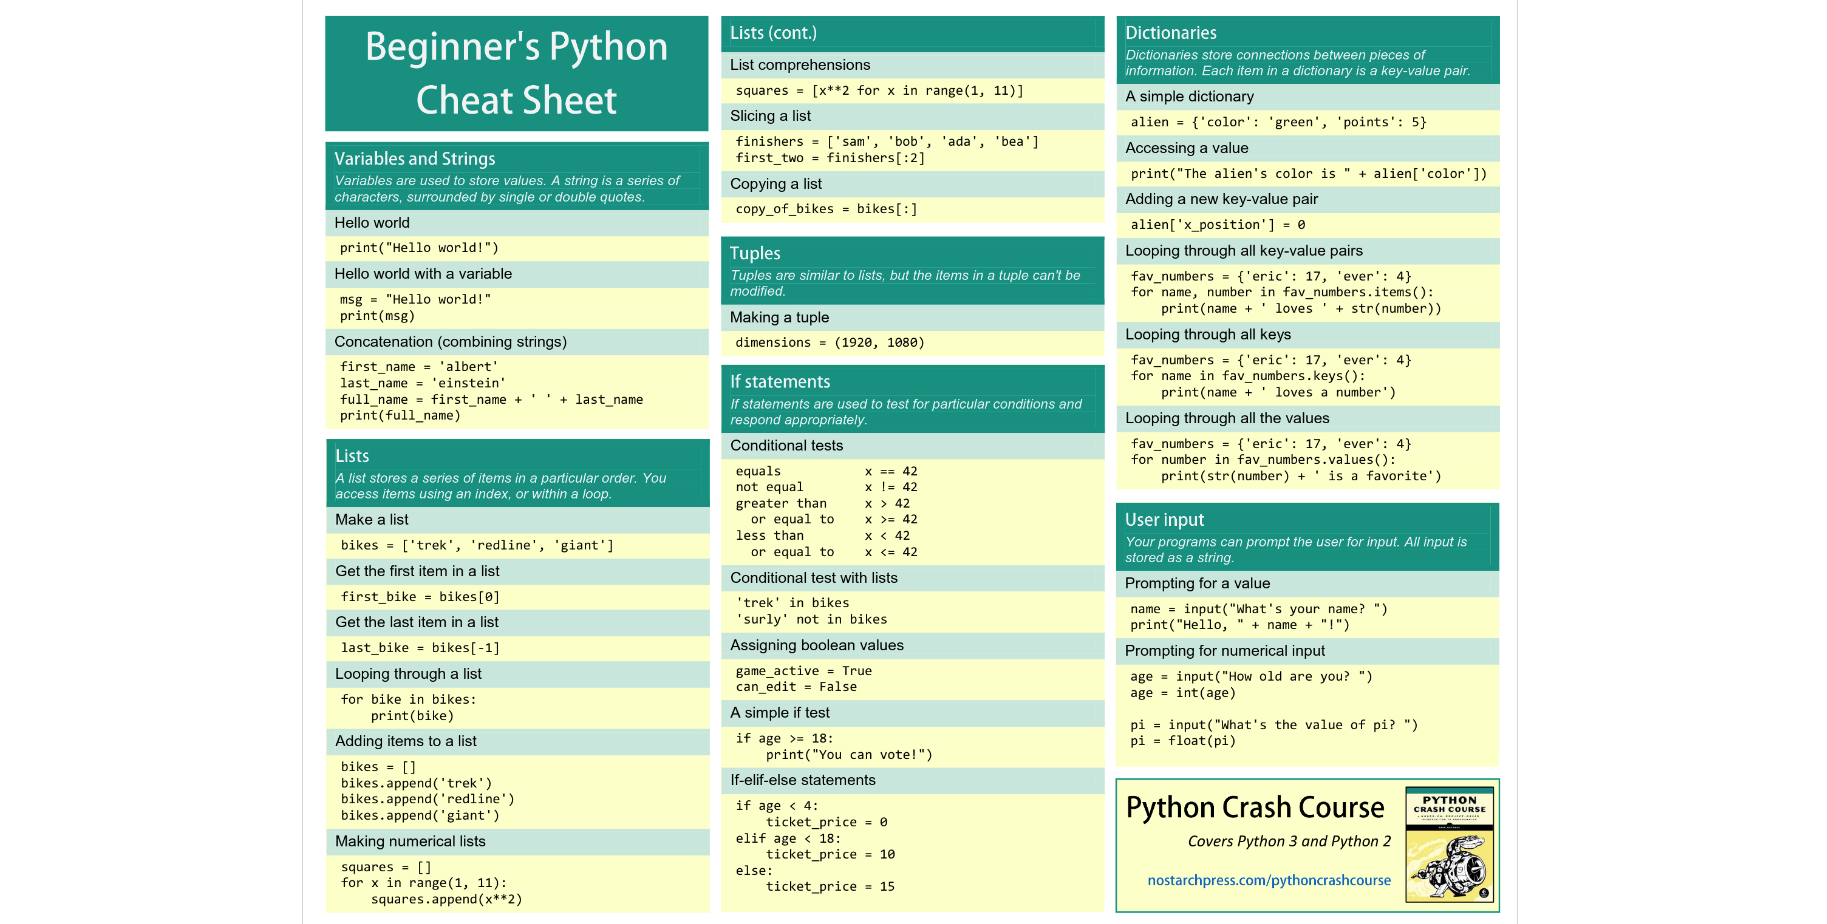 Beginner's Python
Cheat Sheet
Variables and Strings
Variables are used to store values. A string is a series of
characters, surrounded by single or double quotes.
Hello world
print("Hello world!")
Hello world with a variable
msg = "Hello world!"
print(msg)
Concatenation (combining strings)
first_name = 'albert'
last_name = 'einstein'
full_name = first_name + ' ' + last_name
print(full_name)
Lists
A list stores a series of items in a particular order. You
access items using an index, or within a loop.
Make a list
bikes = ['trek', 'redline', 'giant']
Get the first item in a list
first_bike = bikes[0]
Get the last item in a list
last_bike = bikes[-1]
Looping through a list
for bike in bikes:
    print(bike)
Adding items to a list
bikes = []
bikes.append('trek')
bikes.append('redline')
bikes.append('giant')
Making numerical lists
squares = []
for x in range(1, 11):
    squares.append(x**2)
Lists (cont.)
List comprehensions
squares = [x**2 for x in range(1, 11)]
Slicing a list
finishers = ['sam', 'bob', 'ada', 'bea']
first_two = finishers[:2]
Copying a list
copy_of_bikes = bikes[:]
Tuples
Tuples are similar to lists, but the items in a tuple can't be
modified.
Making a tuple
dimensions = (1920, 1080)
If statements
If statements are used to test for particular conditions and
respond appropriately.
Conditional tests
equals x == 42
not equal x != 42
greater than x > 42
or equal to x >= 42
less than x < 42
or equal to x <= 42
Conditional test with lists
'trek' in bikes
'surly' not in bikes
Assigning boolean values
game_active = True
can_edit = False
A simple if test
if age >= 18:
    print("You can vote!")
If-elif-else statements
if age < 4:
    ticket_price = 0
elif age < 18:
    ticket_price = 10
else:
    ticket_price = 15
Dictionaries
Dictionaries store connections between pieces of
information. Each item in a dictionary is a key-value pair.
A simple dictionary
alien = {'color': 'green', 'points': 5}
Accessing a value
print("The alien's color is " + alien['color'])
Adding a new key-value pair
alien['x_position'] = 0
Looping through all key-value pairs
fav_numbers = {'eric': 17, 'ever': 4}
for name, number in fav_numbers.items():
    print(name + ' loves ' + str(number))
Looping through all keys
fav_numbers = {'eric': 17, 'ever': 4}
for name in fav_numbers.keys():
    print(name + ' loves a number')
Looping through all the values
fav_numbers = {'eric': 17, 'ever': 4}
for number in fav_numbers.values():
    print(str(number) + ' is a favorite')
User input
Your programs can prompt the user for input. All input is
stored as a string.
Prompting for a value
name = input("What's your name? ")
print("Hello, " + name + "!")
Prompting for numerical input
age = input("How old are you? ")
age = int(age)
pi = input("What's the value of pi? ")
pi = float(pi)
Python Crash Course
Covers Python 3 and Python 2
nostarchpress.com/pythoncrashcourse
PYTHON
CRASH COURSE